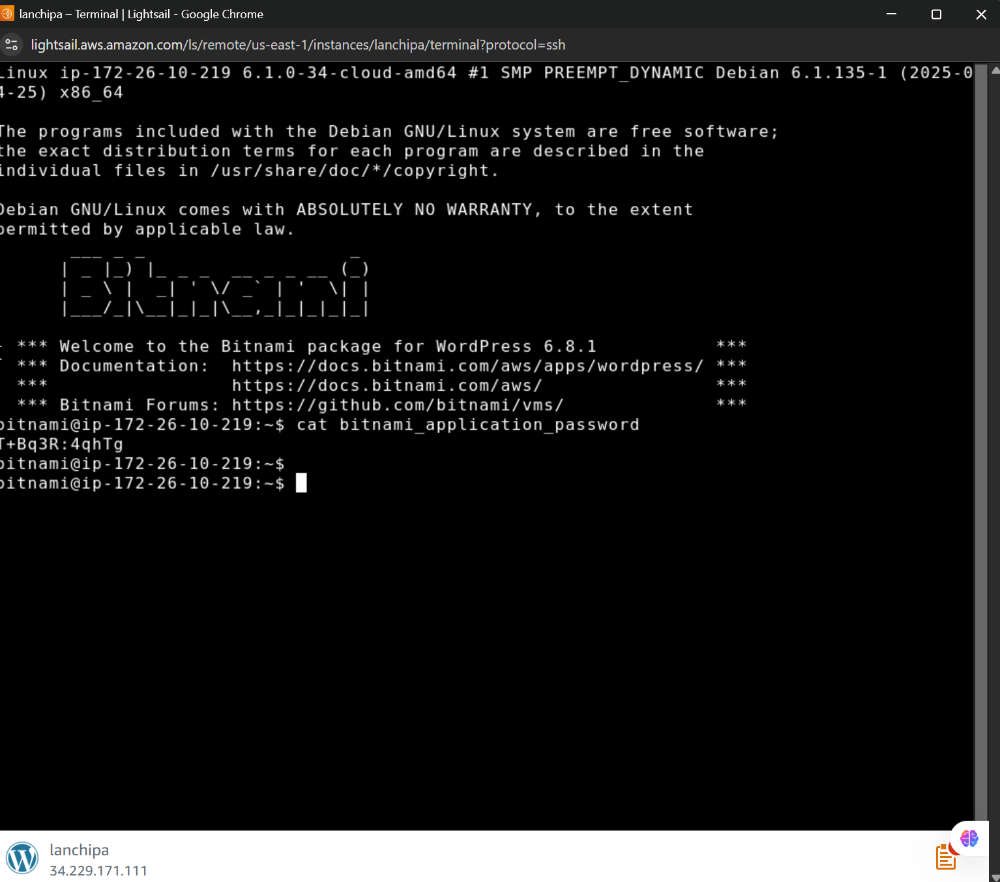 lanchipa – Terminal | Lightsail - Google Chrome
lightsail.aws.amazon.com/ls/remote/us-east-1/instances/lanchipa/terminal?protocol=ssh
Linux ip-172-26-10-219 6.1.0-34-cloud-amd64 #1 SMP PREEMPT_DYNAMIC Debian 6.1.135-1 (2025-0
4-25) x86_64
The programs included with the Debian GNU/Linux system are free software;
the exact distribution terms for each program are described in the
individual files in /usr/share/doc/*/copyright.
Debian GNU/Linux comes with ABSOLUTELY NO WARRANTY, to the extent
permitted by applicable law.
Bitnami
*** Welcome to the Bitnami package for WordPress 6.8.1 ***
*** Documentation: https://docs.bitnami.com/aws/apps/wordpress/ ***
*** https://docs.bitnami.com/aws/ ***
*** Bitnami Forums: https://github.com/bitnami/vms/ ***
bitnami@ip-172-26-10-219:~$ cat bitnami_application_password
T+Bq3R:4qhTg
bitnami@ip-172-26-10-219:~$
bitnami@ip-172-26-10-219:~$
lanchipa
34.229.171.111